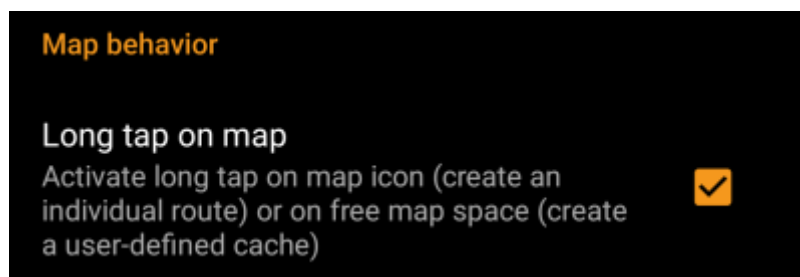 Map behavior
Long tap on map
Activate long tap on map icon (create an
individual route) or on free map space (create
a user-defined cache)